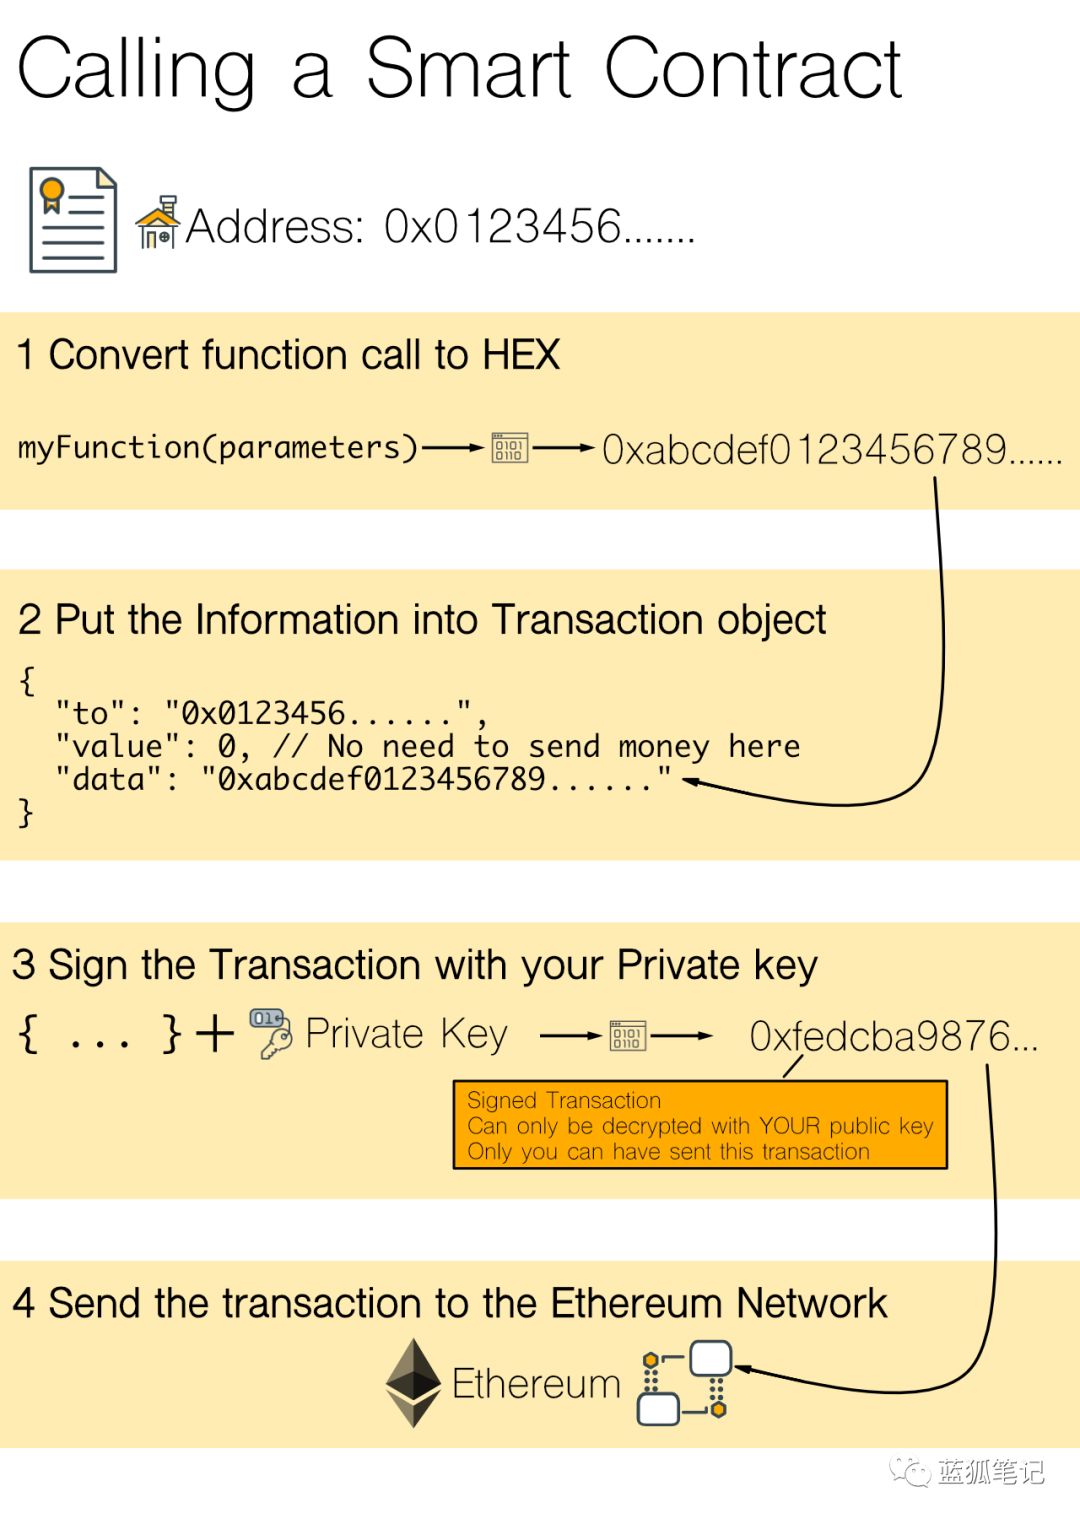 Calling a Smart Contract
Address: 0x0123456.......
1 Convert function call to HEX
myFunction(parameters)
0101
0110
0xabcdef0123456789......
2 Put the Information into Transaction object
{
"to": "0x0123456......",
"value": 0, // No need to send money here
"data": "0xabcdef0123456789......"
}
3 Sign the Transaction with your Private key
{ ... } + 01 Private Key
0101
0110
0xfedcba9876...
Signed Transaction
Can only be decrypted with YOUR public key
Only you can have sent this transaction
4 Send the transaction to the Ethereum Network
Ethereum
蓝狐笔记